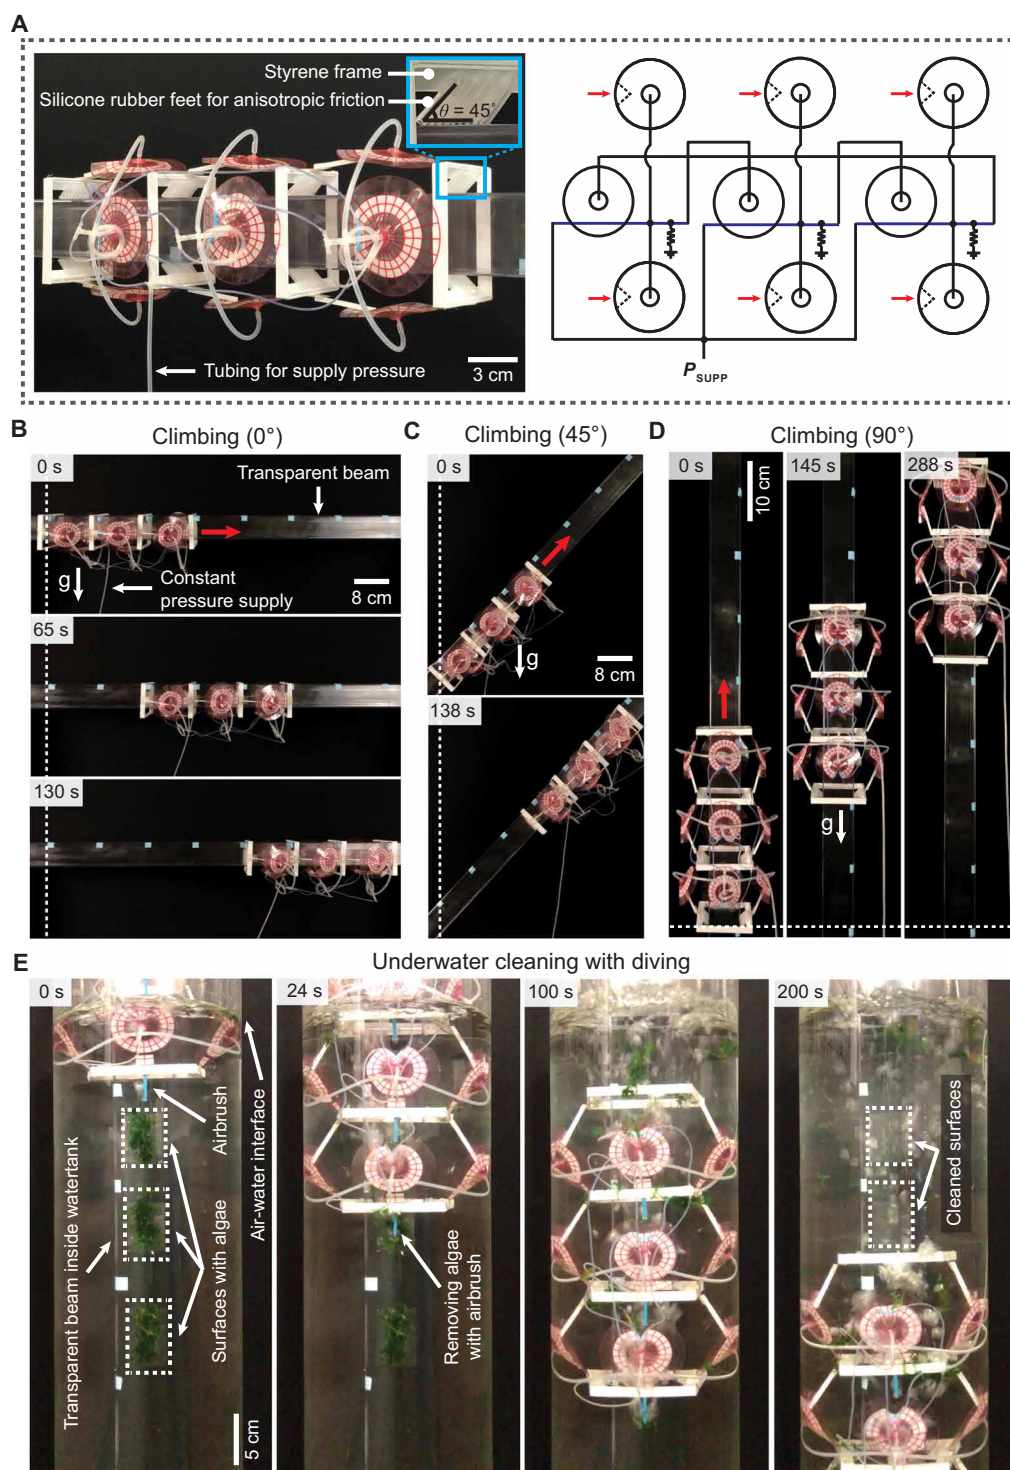 A
Styrene frame
Silicone rubber feet for anisotropic friction
θ = 45°
Tubing for supply pressure
3 cm
PSUPP
B
Climbing (0°)
0 s
Transparent beam
g
Constant
pressure supply
8 cm
65 s
130 s
C
Climbing (45°)
0 s
g
8 cm
138 s
D
Climbing (90°)
0 s
10 cm
145 s
g
288 s
E
Underwater cleaning with diving
0 s
Transparent beam inside watertank
Surfaces with algae
Airbrush
Air-water interface
5 cm
24 s
Removing algae
with airbrush
100 s
200 s
Cleaned surfaces